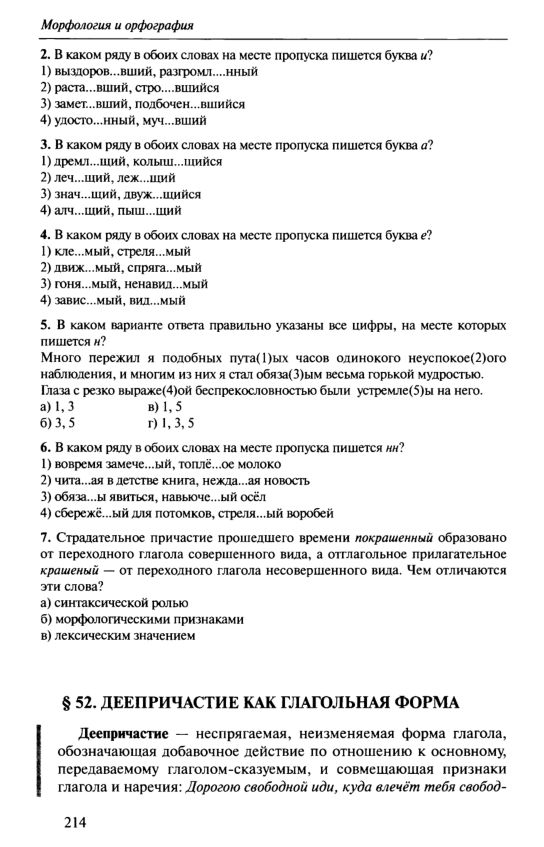 Морфология и орфография
2. В каком ряду в обоих словах на месте пропуска пишется буква и?
1) выздоров...вший, разгромл....нный
2) раста...вший, стро....вшийся
3) замет...вший, подбочен...вшийся
4) удосто...нный, муч...вший
3. В каком ряду в обоих словах на месте пропуска пишется буква а?
1) дремл...щий, колыш...щийся
2) леч...щий, леж...щий
3) знач...щий, движ...щийся
4) алч...щий, пыш...щий
4. В каком ряду в обоих словах на месте пропуска пишется буква е?
1) кле...мый, стреля...мый
2) движ...мый, спряга...мый
3) гоня...мый, ненавид...мый
4) завис...мый, вид...мый
5. В каком варианте ответа правильно указаны все цифры, на месте которых
пишется н?
Много пережил я подобных пута(1)ых часов одинокого неуспокое(2)ого
наблюдения, и многим из них я стал обяза(3)ым весьма горькой мудростью.
Глаза с резко выраже(4)ой беспрекословностью были устремле(5)ы на него.
а) 1, 3 в) 1, 5
б) 3, 5 г) 1, 3, 5
6. В каком ряду в обоих словах на месте пропуска пишется нн?
1) вовремя замече...ый, топлё...ое молоко
2) чита...ая в детстве книга, нежда...ая новость
3) обяза...ы явиться, навьюче...ый осёл
4) сбережё...ый для потомков, стреля...ый воробей
7. Страдательное причастие прошедшего времени покрашенный образовано
от переходного глагола совершенного вида, а отглагольное прилагательное
крашеный — от переходного глагола несовершенного вида. Чем отличаются
эти слова?
а) синтаксической ролью
б) морфологическими признаками
в) лексическим значением
§ 52. ДЕЕПРИЧАСТИЕ КАК ГЛАГОЛЬНАЯ ФОРМА
Деепричастие — неспрягаемая, неизменяемая форма глагола,
обозначающая добавочное действие по отношению к основному,
передаваемому глаголом-сказуемым, и совмещающая признаки
глагола и наречия: Дорогою свободной иди, куда влечёт тебя свобод-
214